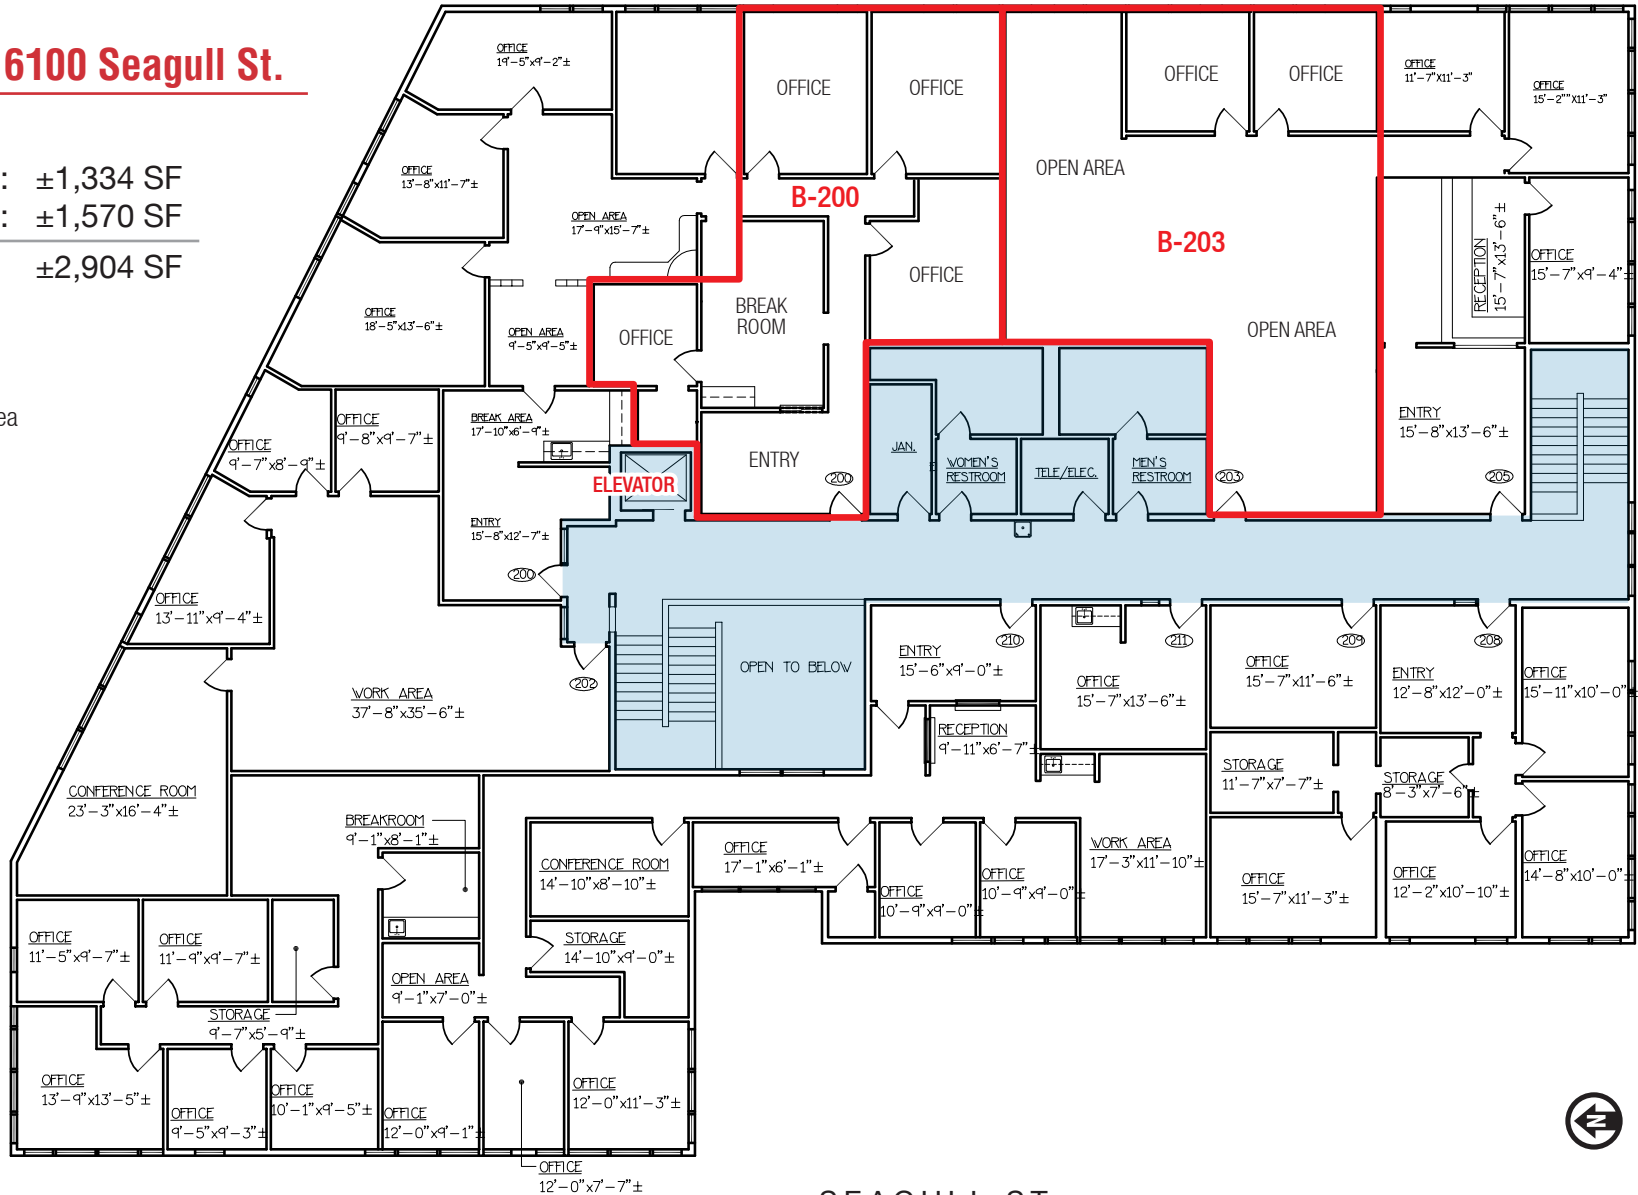 6100 Seagull St.
: ±1,334 SF
: ±1,570 SF
±2,904 SF
ea
OFFICE
19'-5"x9'-2"±
OFFICE
13'-8"x11'-7"±
OPEN AREA
17'-9"x15'-7"±
OFFICE
18'-5"x13'-6"±
OPEN AREA
9'-5"x9'-5"±
OFFICE
9'-7"x8'-9"±
OFFICE
9'-8"x9'-7"±
BREAK AREA
17'-10"x6'-9"±
ENTRY
15'-8"x12'-7"±
200
ELEVATOR
OFFICE
OFFICE
B-200
OFFICE
BREAK
ROOM
OFFICE
ENTRY
200
OFFICE
OFFICE
OPEN AREA
B-203
OPEN AREA
203
JAN.
WOMEN'S
RESTROOM
TELE/ELEC.
MEN'S
RESTROOM
OFFICE
11'-7"X11'-3"
OFFICE
15'-2""X11'-3"
RECEPTION
15'-7"x13'-6"±
OFFICE
15'-7"x9'-4"±
ENTRY
15'-8"x13'-6"±
205
OFFICE
13'-11"x9'-4"±
WORK AREA
37'-8"x35'-6"±
202
OPEN TO BELOW
CONFERENCE ROOM
23'-3"x16'-4"±
BREAKROOM
9'-1"x8'-1"±
ENTRY
15'-6"x9'-0"±
210
RECEPTION
9'-11"x6'-7"±
OFFICE
15'-7"x13'-6"±
211
OFFICE
15'-7"x11'-6"±
209
ENTRY
12'-8"x12'-0"±
208
OFFICE
15'-11"x10'-0"±
STORAGE
11'-7"x7'-7"±
STORAGE
8'-3"x7'-6"±
CONFERENCE ROOM
14'-10"x8'-10"±
OFFICE
17'-1"x6'-1"±
OFFICE
10'-9"x9'-0"±
OFFICE
10'-9"x9'-0"±
WORK AREA
17'-3"x11'-10"±
OFFICE
15'-7"x11'-3"±
OFFICE
12'-2"x10'-10"±
OFFICE
14'-8"x10'-0"±
OFFICE
11'-5"x9'-7"±
OFFICE
11'-9"x9'-7"±
STORAGE
9'-7"x5'-9"±
STORAGE
14'-10"x9'-0"±
OPEN AREA
9'-1"x7'-0"±
OFFICE
13'-9"x13'-5"±
OFFICE
9'-5"x9'-3"±
OFFICE
10'-1"x9'-5"±
OFFICE
12'-0"x9'-1"±
OFFICE
12'-0"x11'-3"±
OFFICE
12'-0"x7'-7"±
N
SEAGULL ST